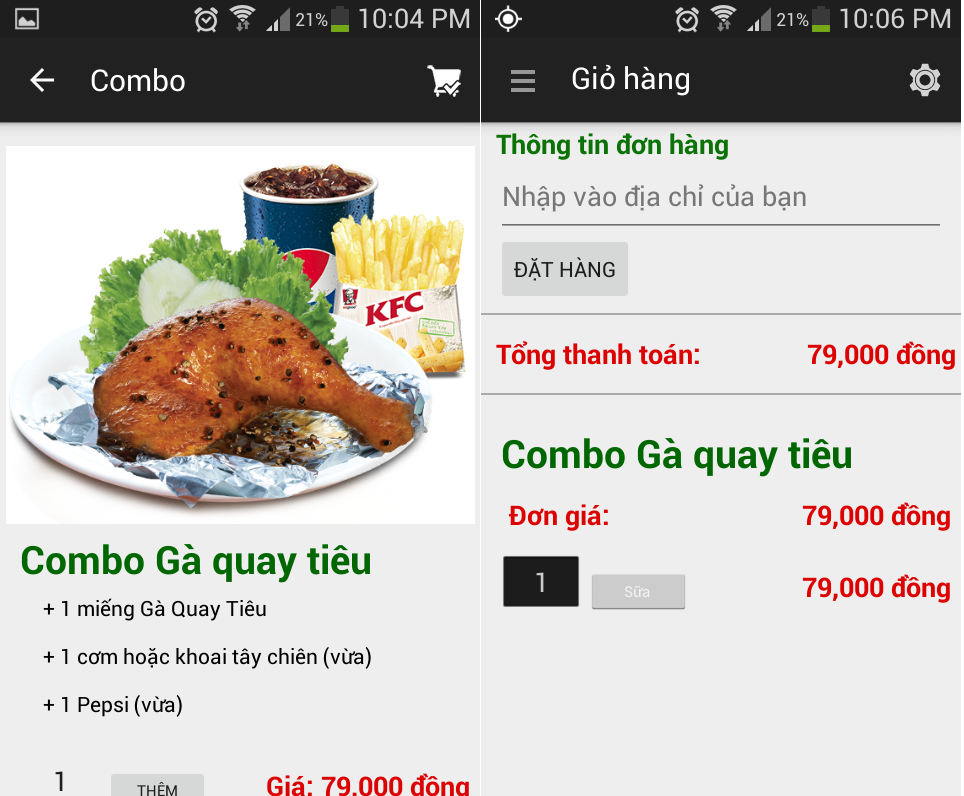 21% 10:04 PM
Combo
KFC
Combo Gà quay tiêu
+ 1 miếng Gà Quay Tiêu
+ 1 cơm hoặc khoai tây chiên (vừa)
+ 1 Pepsi (vừa)
1 THÊM Giá: 79,000 đồng
21% 10:06 PM
Giỏ hàng
Thông tin đơn hàng
Nhập vào địa chỉ của bạn
ĐẶT HÀNG
Tổng thanh toán: 79,000 đồng
Combo Gà quay tiêu
Đơn giá: 79,000 đồng
1 Sữa 79,000 đồng